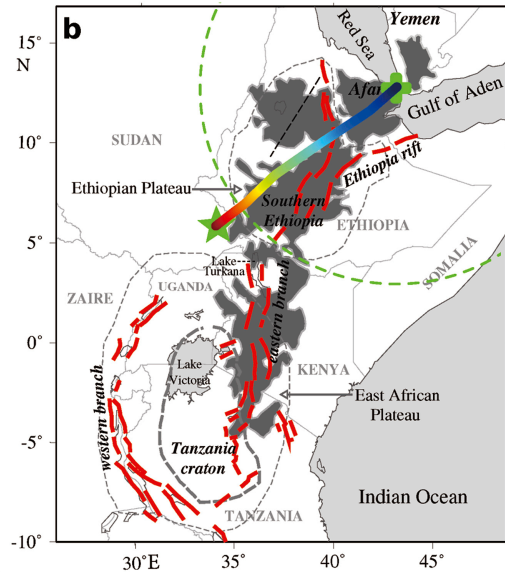 b
15°
N
10°
5°
0°
-5°
-10°
30°E
35°
40°
45°
Yemen
Red Sea
Afar
Gulf of Aden
SUDAN
Ethiopia rift
Ethiopian Plateau
Southern
Ethiopia
ETHIOPIA
SOMALIA
Lake
Turkana
ZAIRE
UGANDA
eastern branch
Lake
Victoria
KENYA
East African
Plateau
western branch
Tanzania
craton
Indian Ocean
TANZANIA